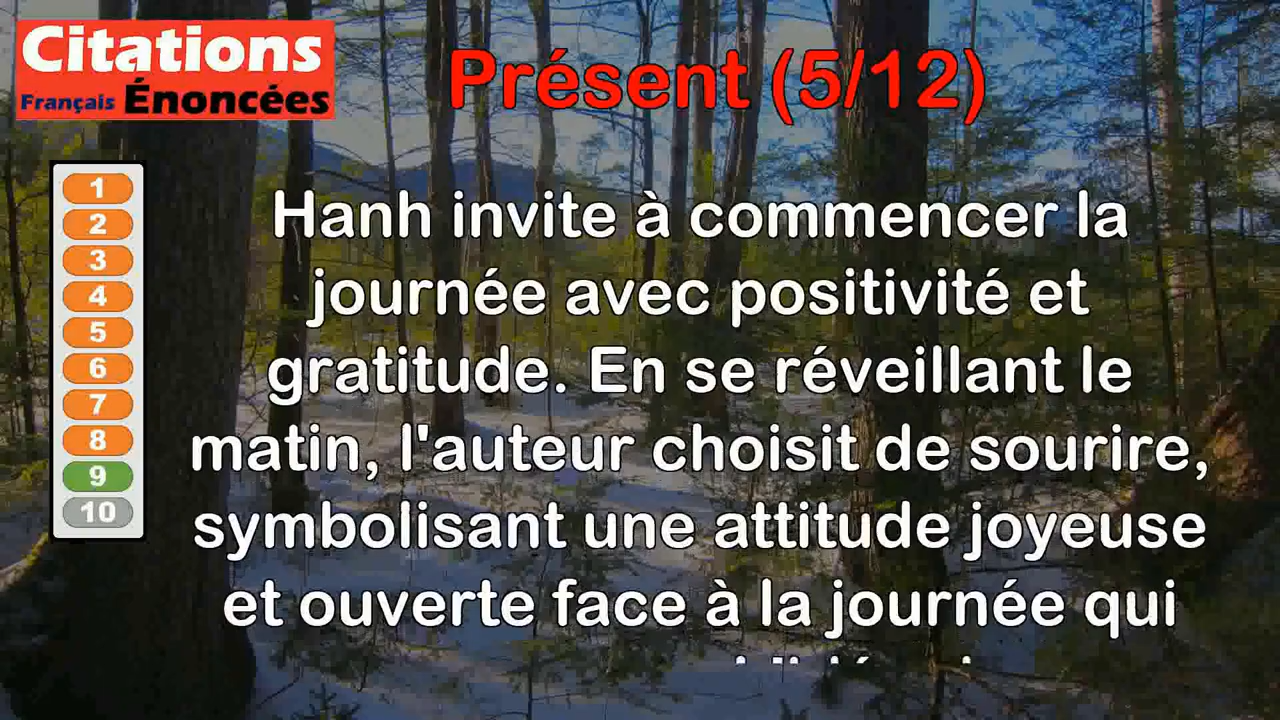 Citations
Français Énoncées
Présent (5/12)
1
2
3
4
5
6
7
8
9
10
Hanh invite à commencer la
journée avec positivité et
gratitude. En se réveillant le
matin, l'auteur choisit de sourire,
symbolisant une attitude joyeuse
et ouverte face à la journée qui